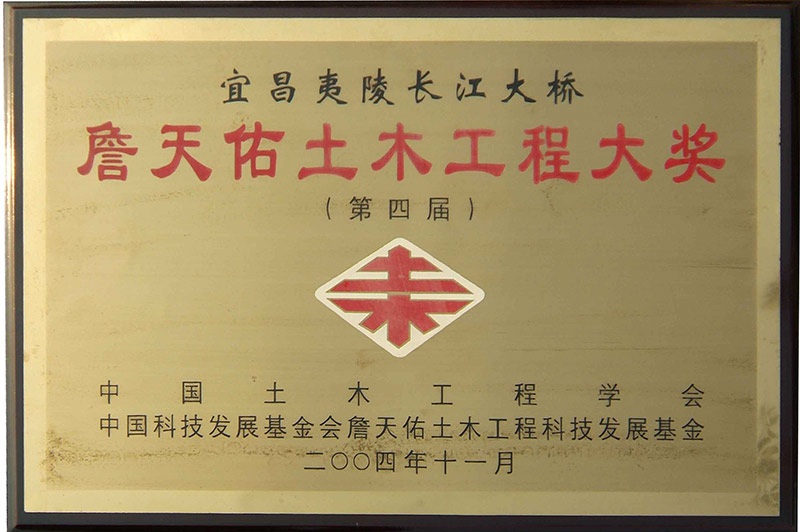 宜昌夷陵长江大桥
詹天佑土木工程大奖
（第四届）
中国土木工程学会
中国科技发展基金会詹天佑土木工程科技发展基金
二〇〇四年十一月